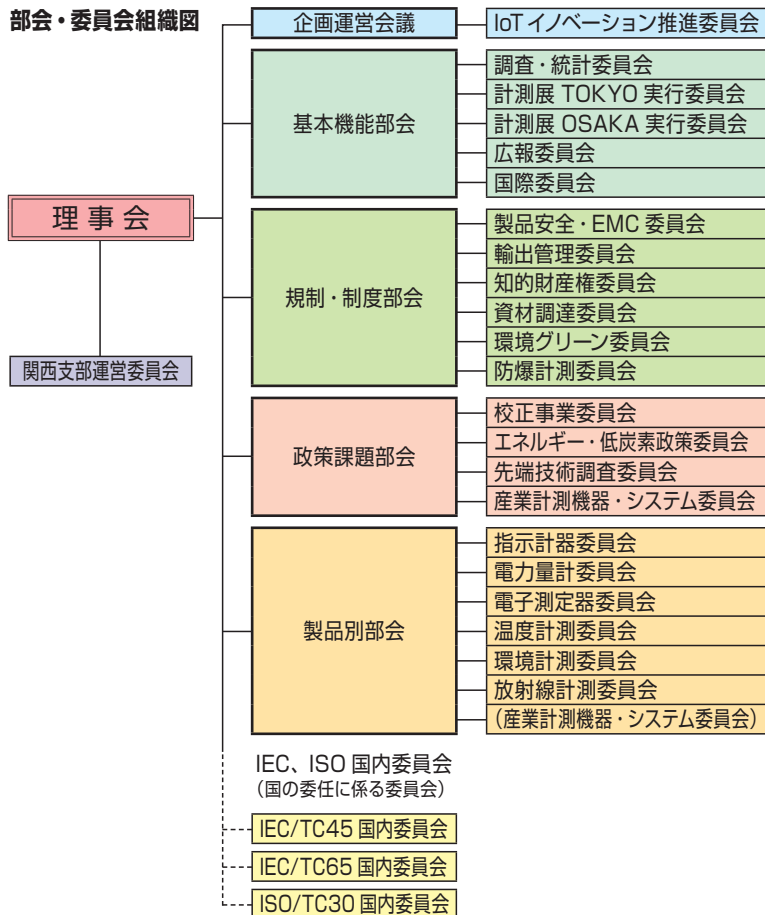 部会・委員会組織図
企画運営会議
IoT イノベーション推進委員会
基本機能部会
調査・統計委員会
計測展 TOKYO 実行委員会
計測展 OSAKA 実行委員会
広報委員会
国際委員会
理事会
関西支部運営委員会
規制・制度部会
製品安全・EMC 委員会
輸出管理委員会
知的財産権委員会
資材調達委員会
環境グリーン委員会
防爆計測委員会
政策課題部会
校正事業委員会
エネルギー・低炭素政策委員会
先端技術調査委員会
産業計測機器・システム委員会
製品別部会
指示計器委員会
電力量計委員会
電子測定器委員会
温度計測委員会
環境計測委員会
放射線計測委員会
(産業計測機器・システム委員会)
IEC、ISO 国内委員会
(国の委任に係る委員会)
IEC/TC45 国内委員会
IEC/TC65 国内委員会
ISO/TC30 国内委員会